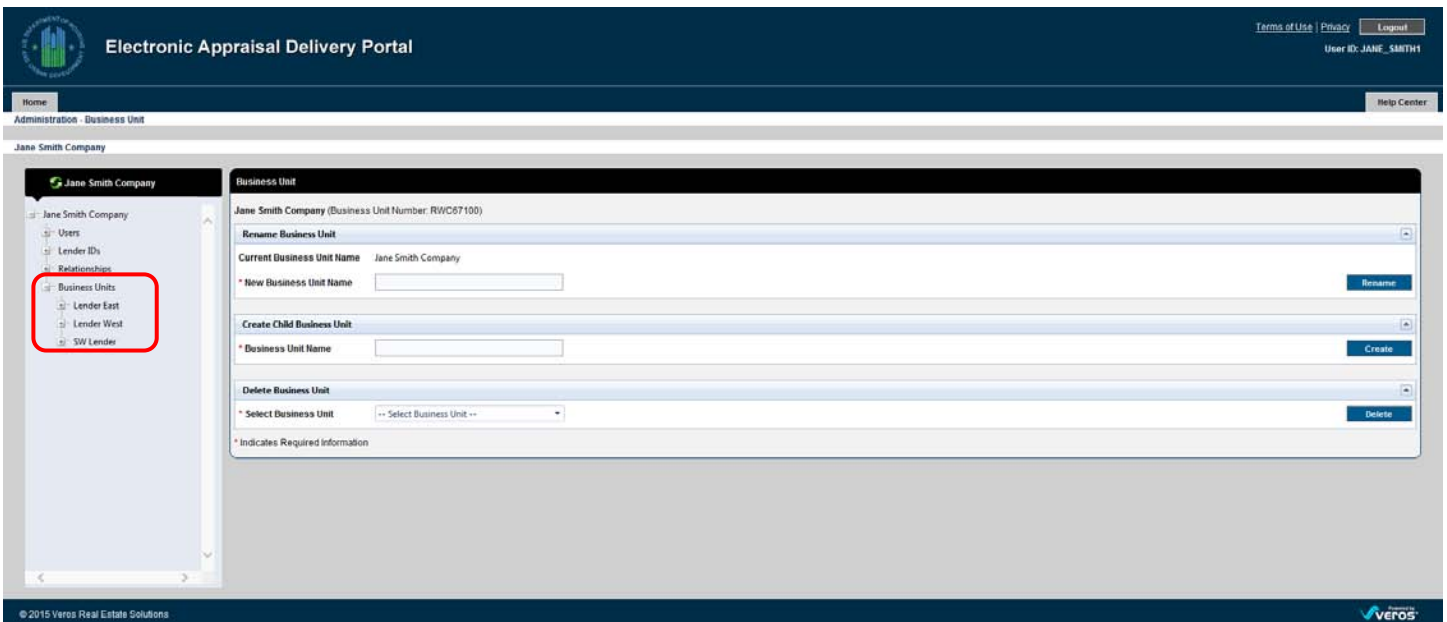 Terms of Use | Privacy Logout
Electronic Appraisal Delivery Portal
User ID: JANE_SMITH1
Home
Help Center
Administration - Business Unit
Jane Smith Company
Jane Smith Company
Jane Smith Company
Users
Lender IDs
Relationships
Business Units
Lender East
Lender West
SW Lender
Business Unit
Jane Smith Company (Business Unit Number: RWC67100)
Rename Business Unit
Current Business Unit Name Jane Smith Company
* New Business Unit Name Rename
Create Child Business Unit
* Business Unit Name Create
Delete Business Unit
* Select Business Unit -- Select Business Unit -- Delete
* Indicates Required Information
© 2015 Veros Real Estate Solutions
Powered by
veros